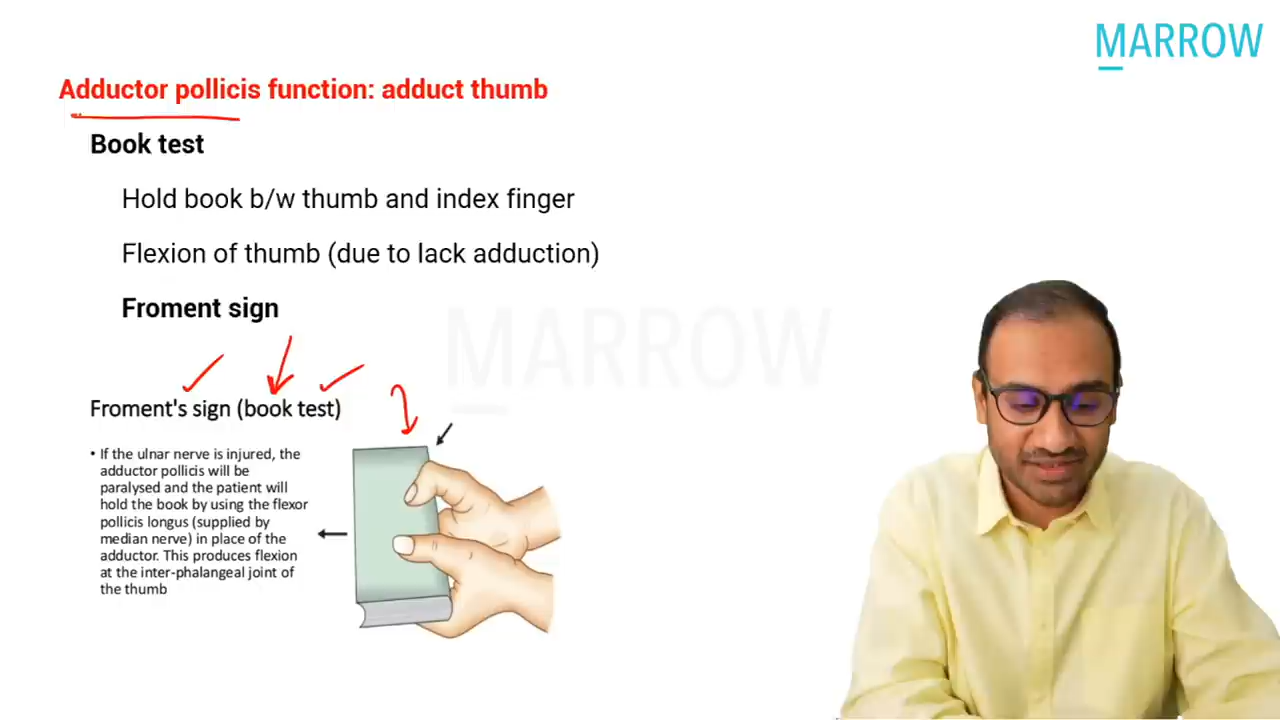 MARROW
Adductor pollicis function: adduct thumb
Book test
Hold book b/w thumb and index finger
Flexion of thumb (due to lack adduction)
Froment sign
MARROW
Froment's sign (book test)
• If the ulnar nerve is injured, the
adductor pollicis will be
paralysed and the patient will
hold the book by using the flexor
pollicis longus (supplied by
median nerve) in place of the
adductor. This produces flexion
at the inter-phalangeal joint of
the thumb